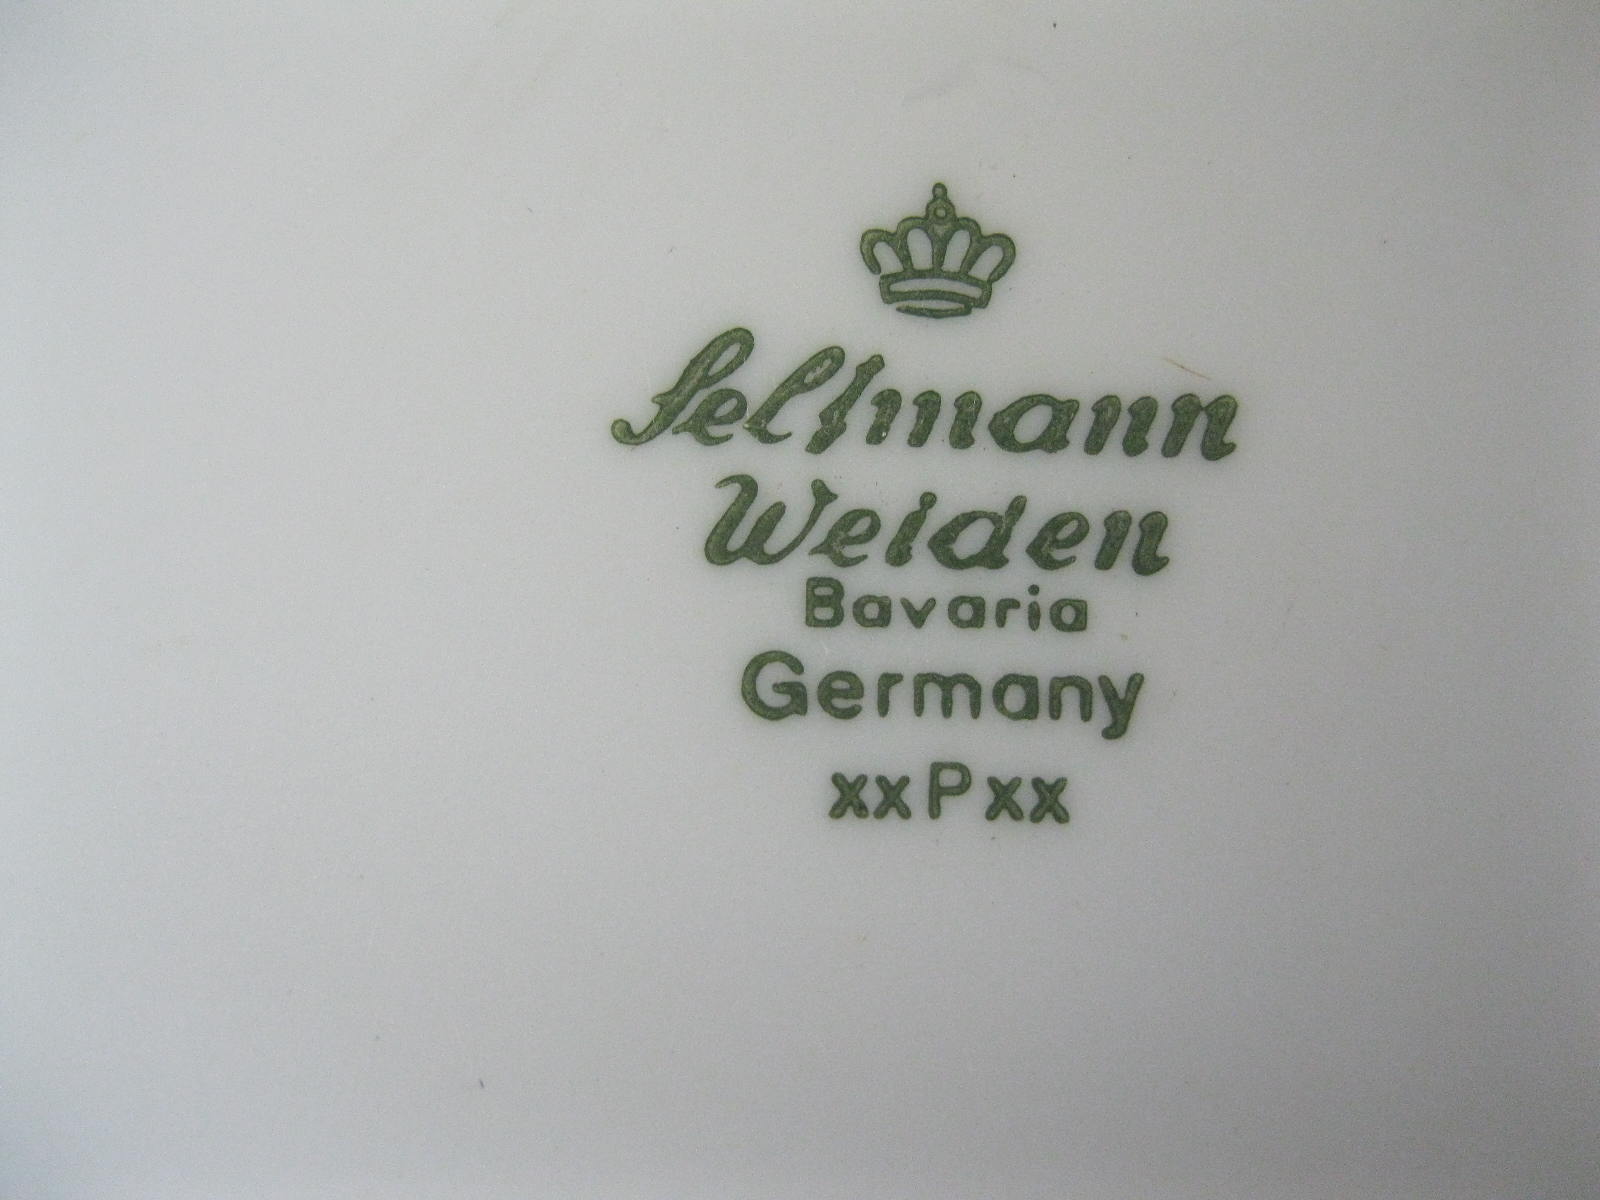 Seltmann
Weiden
Bavaria
Germany
xxPxx